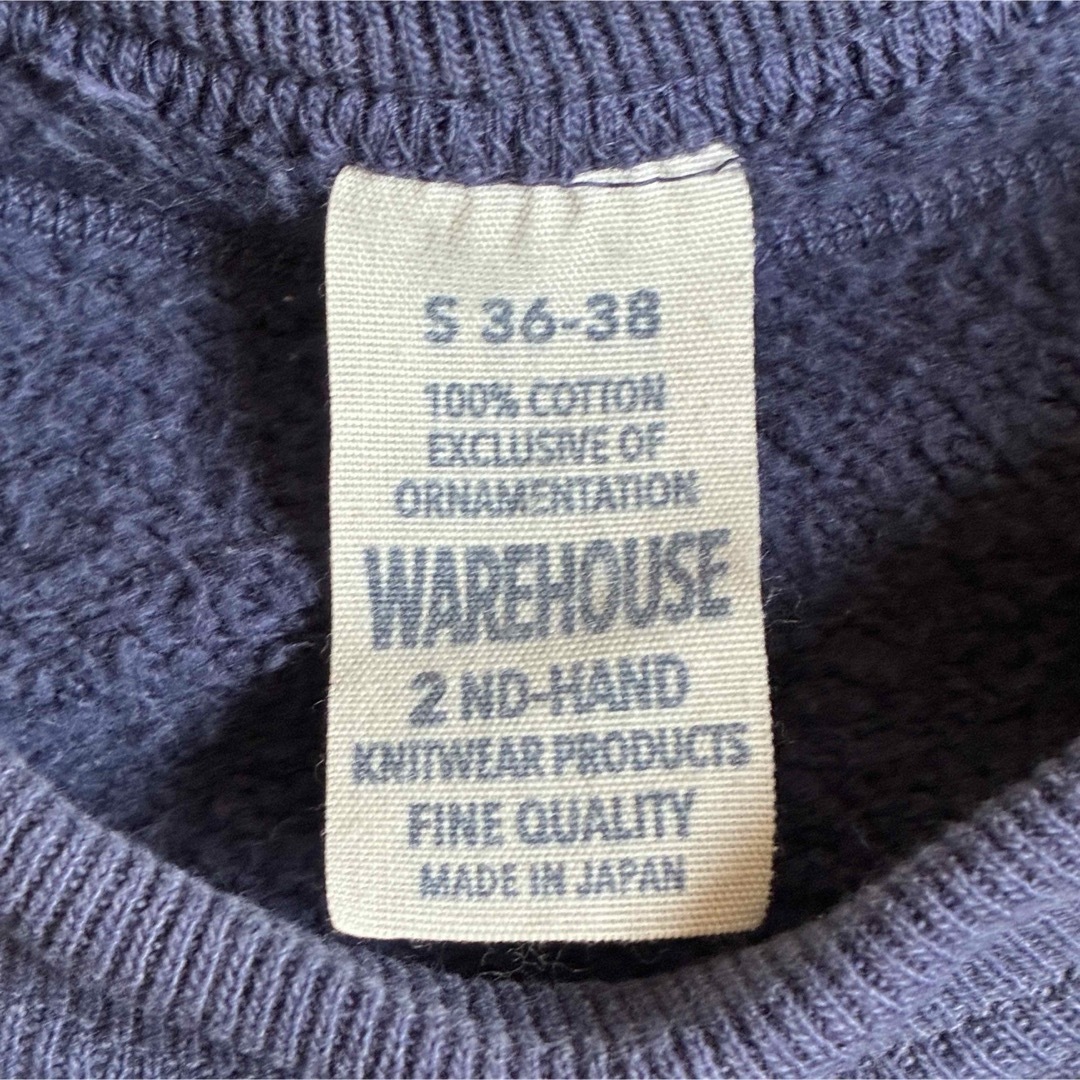 S 36-38
100% COTTON
EXCLUSIVE OF
ORNAMENTATION
WAREHOUSE
2 ND-HAND
KNITWEAR PRODUCTS
FINE QUALITY
MADE IN JAPAN